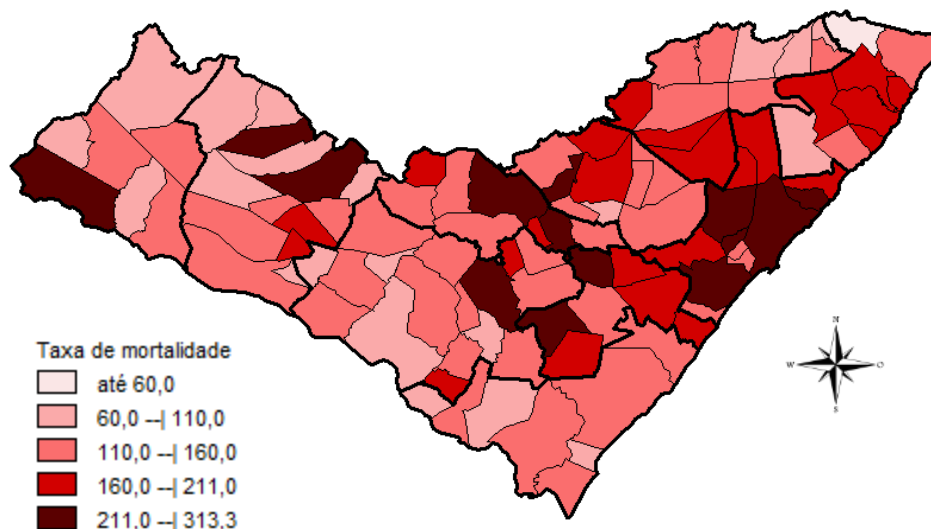 Taxa de mortalidade
até 60,0
60,0 --| 110,0
110,0 --| 160,0
160,0 --| 211,0
211,0 --| 313,3
N
W O
S